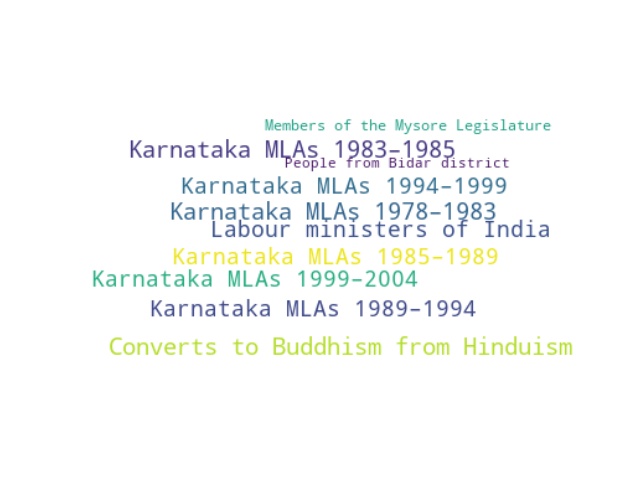 Members of the Mysore Legislature
Karnataka MLAs 1983–1985
People from Bidar district
Karnataka MLAs 1994–1999
Karnataka MLAs 1978–1983
Labour ministers of India
Karnataka MLAs 1985–1989
Karnataka MLAs 1999–2004
Karnataka MLAs 1989–1994
Converts to Buddhism from Hinduism